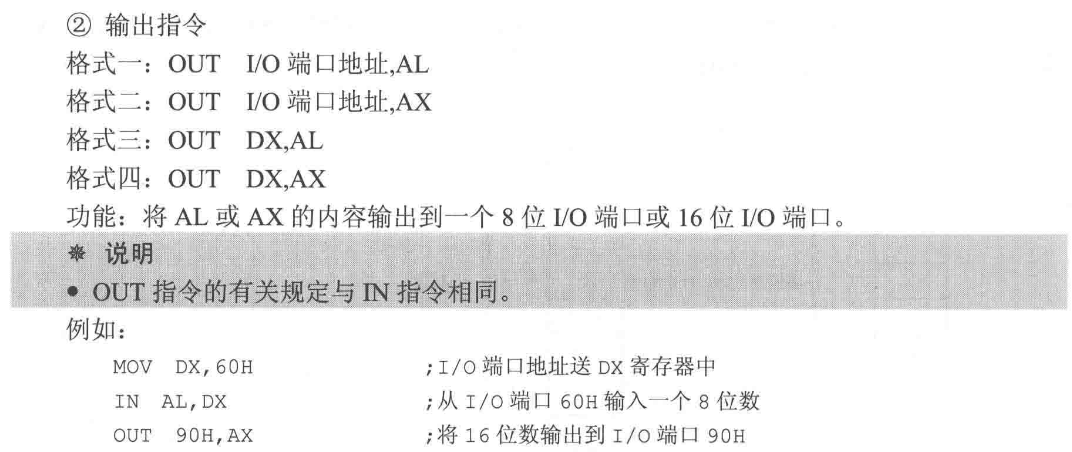 ② 输出指令
格式一：OUT I/O 端口地址,AL
格式二：OUT I/O 端口地址,AX
格式三：OUT DX,AL
格式四：OUT DX,AX
功能：将 AL 或 AX 的内容输出到一个 8 位 I/O 端口或 16 位 I/O 端口。
❋ 说明
● OUT 指令的有关规定与 IN 指令相同。
例如：
MOV DX,60H ;I/O 端口地址送 DX 寄存器中
IN AL,DX ;从 I/O 端口 60H 输入一个 8 位数
OUT 90H,AX ;将 16 位数输出到 I/O 端口 90H